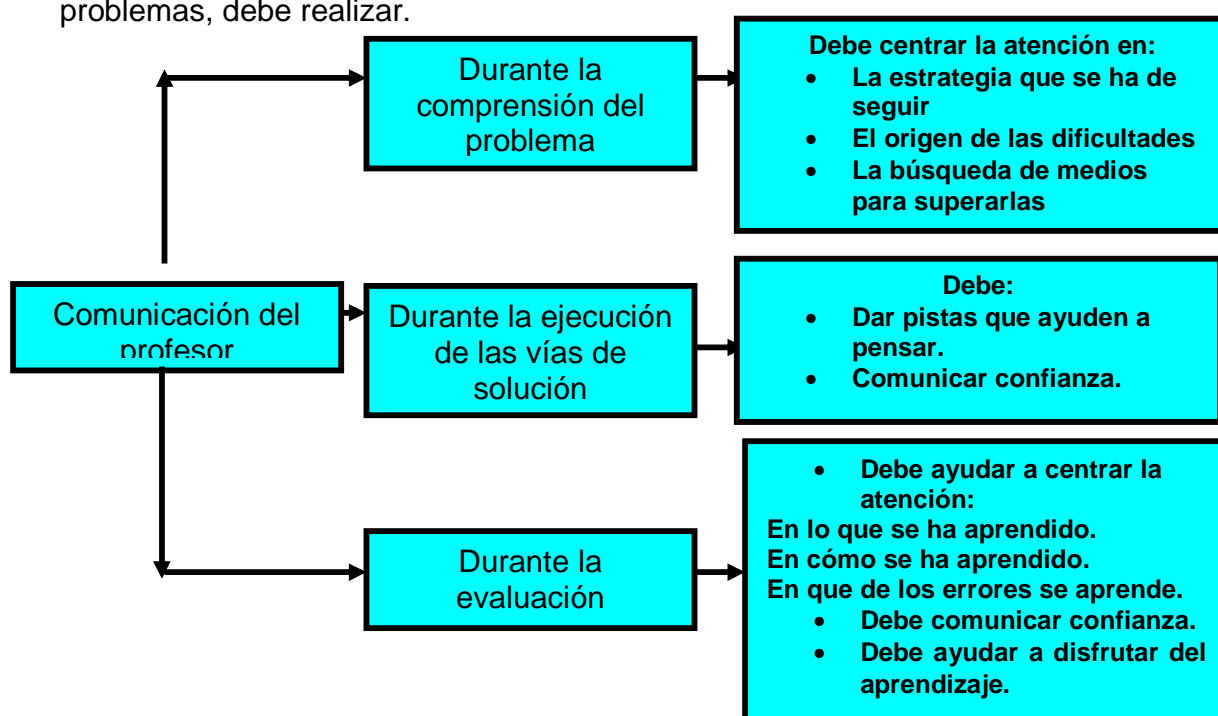 problemas, debe realizar.
Durante la
comprensión del
problema
Debe centrar la atención en:
• La estrategia que se ha de
seguir
• El origen de las dificultades
• La búsqueda de medios
para superarlas
Comunicación del
profesor
Durante la ejecución
de las vías de
solución
Debe:
• Dar pistas que ayuden a
pensar.
• Comunicar confianza.
Durante la
evaluación
• Debe ayudar a centrar la
atención:
En lo que se ha aprendido.
En cómo se ha aprendido.
En que de los errores se aprende.
• Debe comunicar confianza.
• Debe ayudar a disfrutar del
aprendizaje.